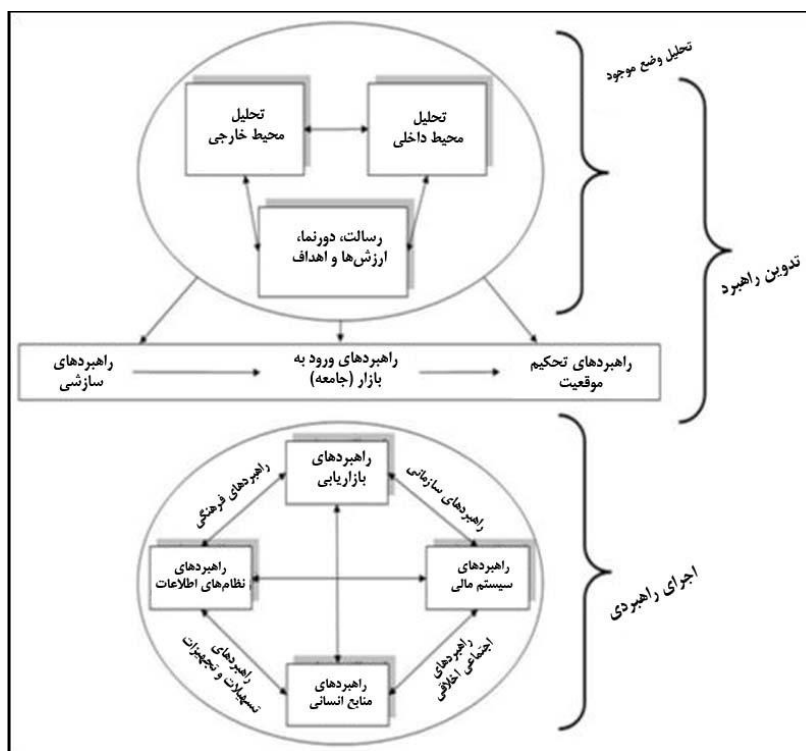 تحلیل وضع موجود
تحلیل
محیط داخلی
تحلیل
محیط خارجی
رسالت، دورنما،
ارزش‌ها و اهداف
تدوین راهبرد
راهبردهای تحکیم
موقعیت
راهبردهای ورود به
بازار (جامعه)
راهبردهای
سازشی
راهبردهای
بازاریابی
راهبردهای سازمانی
راهبردهای فرهنگی
راهبردهای
سیستم مالی
راهبردهای
نظام‌های اطلاعات
اجرای راهبردی
راهبردهای
اجتماعی اخلاقی
راهبردهای
تسهیلات و تجهیزات
راهبردهای
منابع انسانی